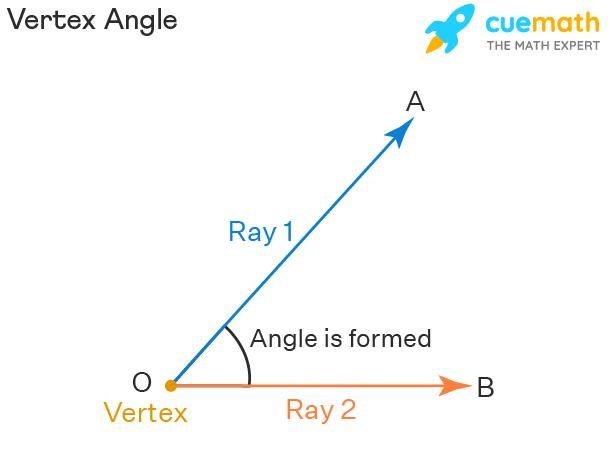 Vertex Angle
cuemath
THE MATH EXPERT
A
Ray 1
Angle is formed
O
B
Vertex
Ray 2